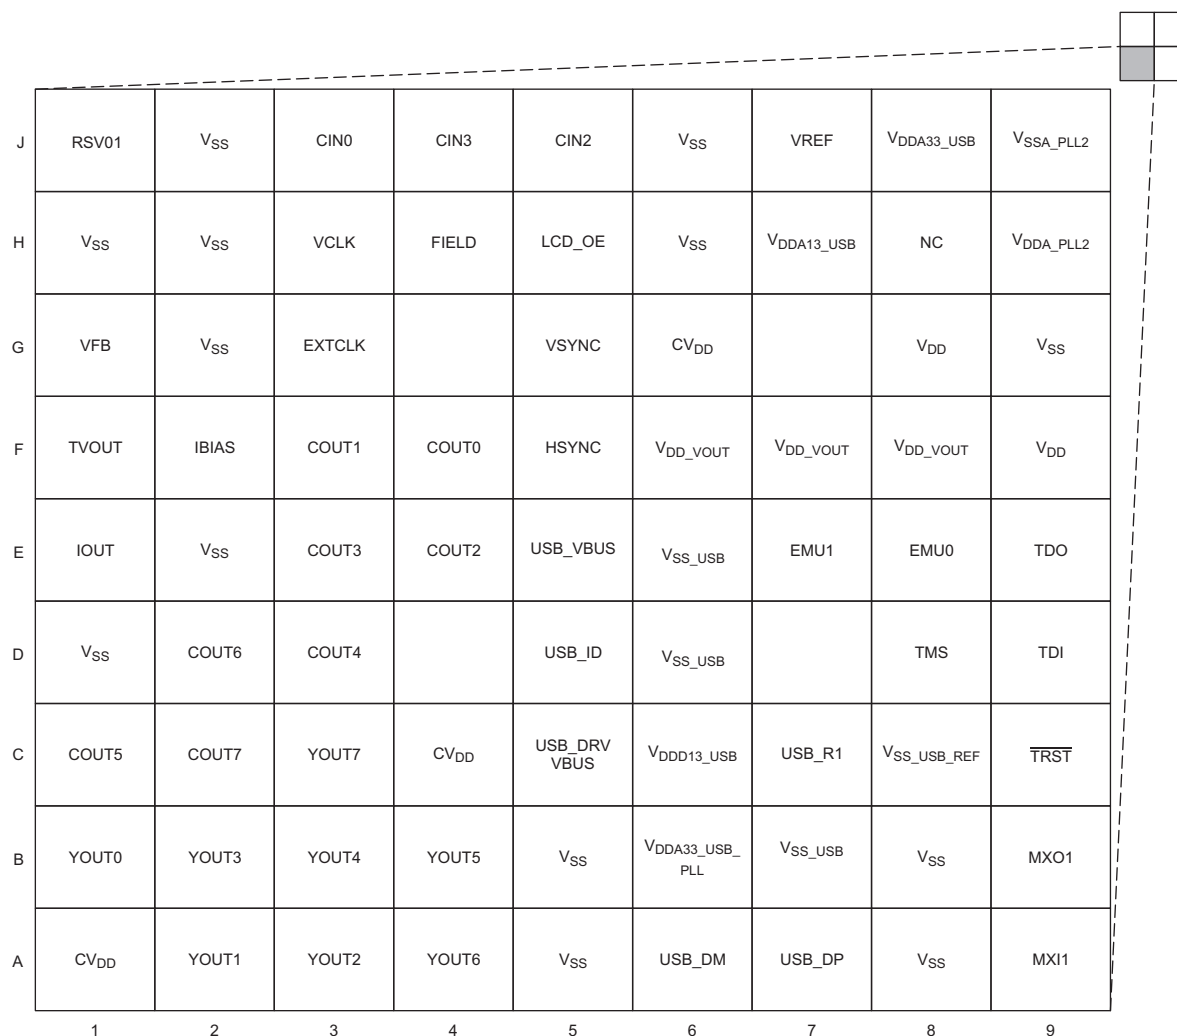 J RSV01 VSS CIN0 CIN3 CIN2 VSS VREF VDDA33_USB VSSA_PLL2
H VSS VSS VCLK FIELD LCD_OE VSS VDDA13_USB NC VDDA_PLL2
G VFB VSS EXTCLK VSYNC CVDD VDD VSS
F TVOUT IBIAS COUT1 COUT0 HSYNC VDD_VOUT VDD_VOUT VDD_VOUT VDD
E IOUT VSS COUT3 COUT2 USB_VBUS VSS_USB EMU1 EMU0 TDO
D VSS COUT6 COUT4 USB_ID VSS_USB TMS TDI
C COUT5 COUT7 YOUT7 CVDD USB_DRV VBUS VDDD13_USB USB_R1 VSS_USB_REF TRST
B YOUT0 YOUT3 YOUT4 YOUT5 VSS VDDA33_USB_ PLL VSS_USB VSS MXO1
A CVDD YOUT1 YOUT2 YOUT6 VSS USB_DM USB_DP VSS MXI1
1 2 3 4 5 6 7 8 9